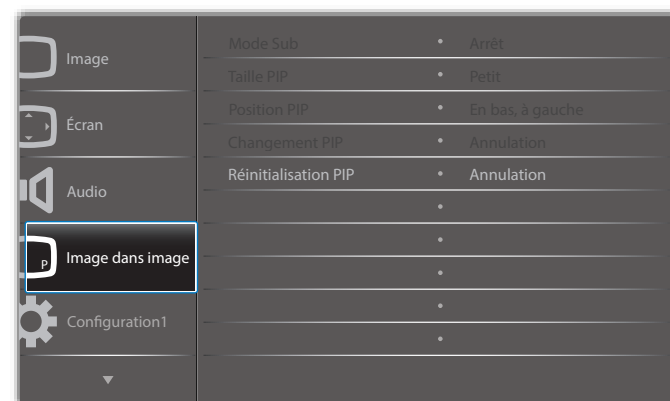 Image
Écran
Audio
P
Image dans image
Configuration1
Mode Sub • Arrêt
Taille PIP • Petit
Position PIP • En bas, à gauche
Changement PIP • Annulation
Réinitialisation PIP • Annulation